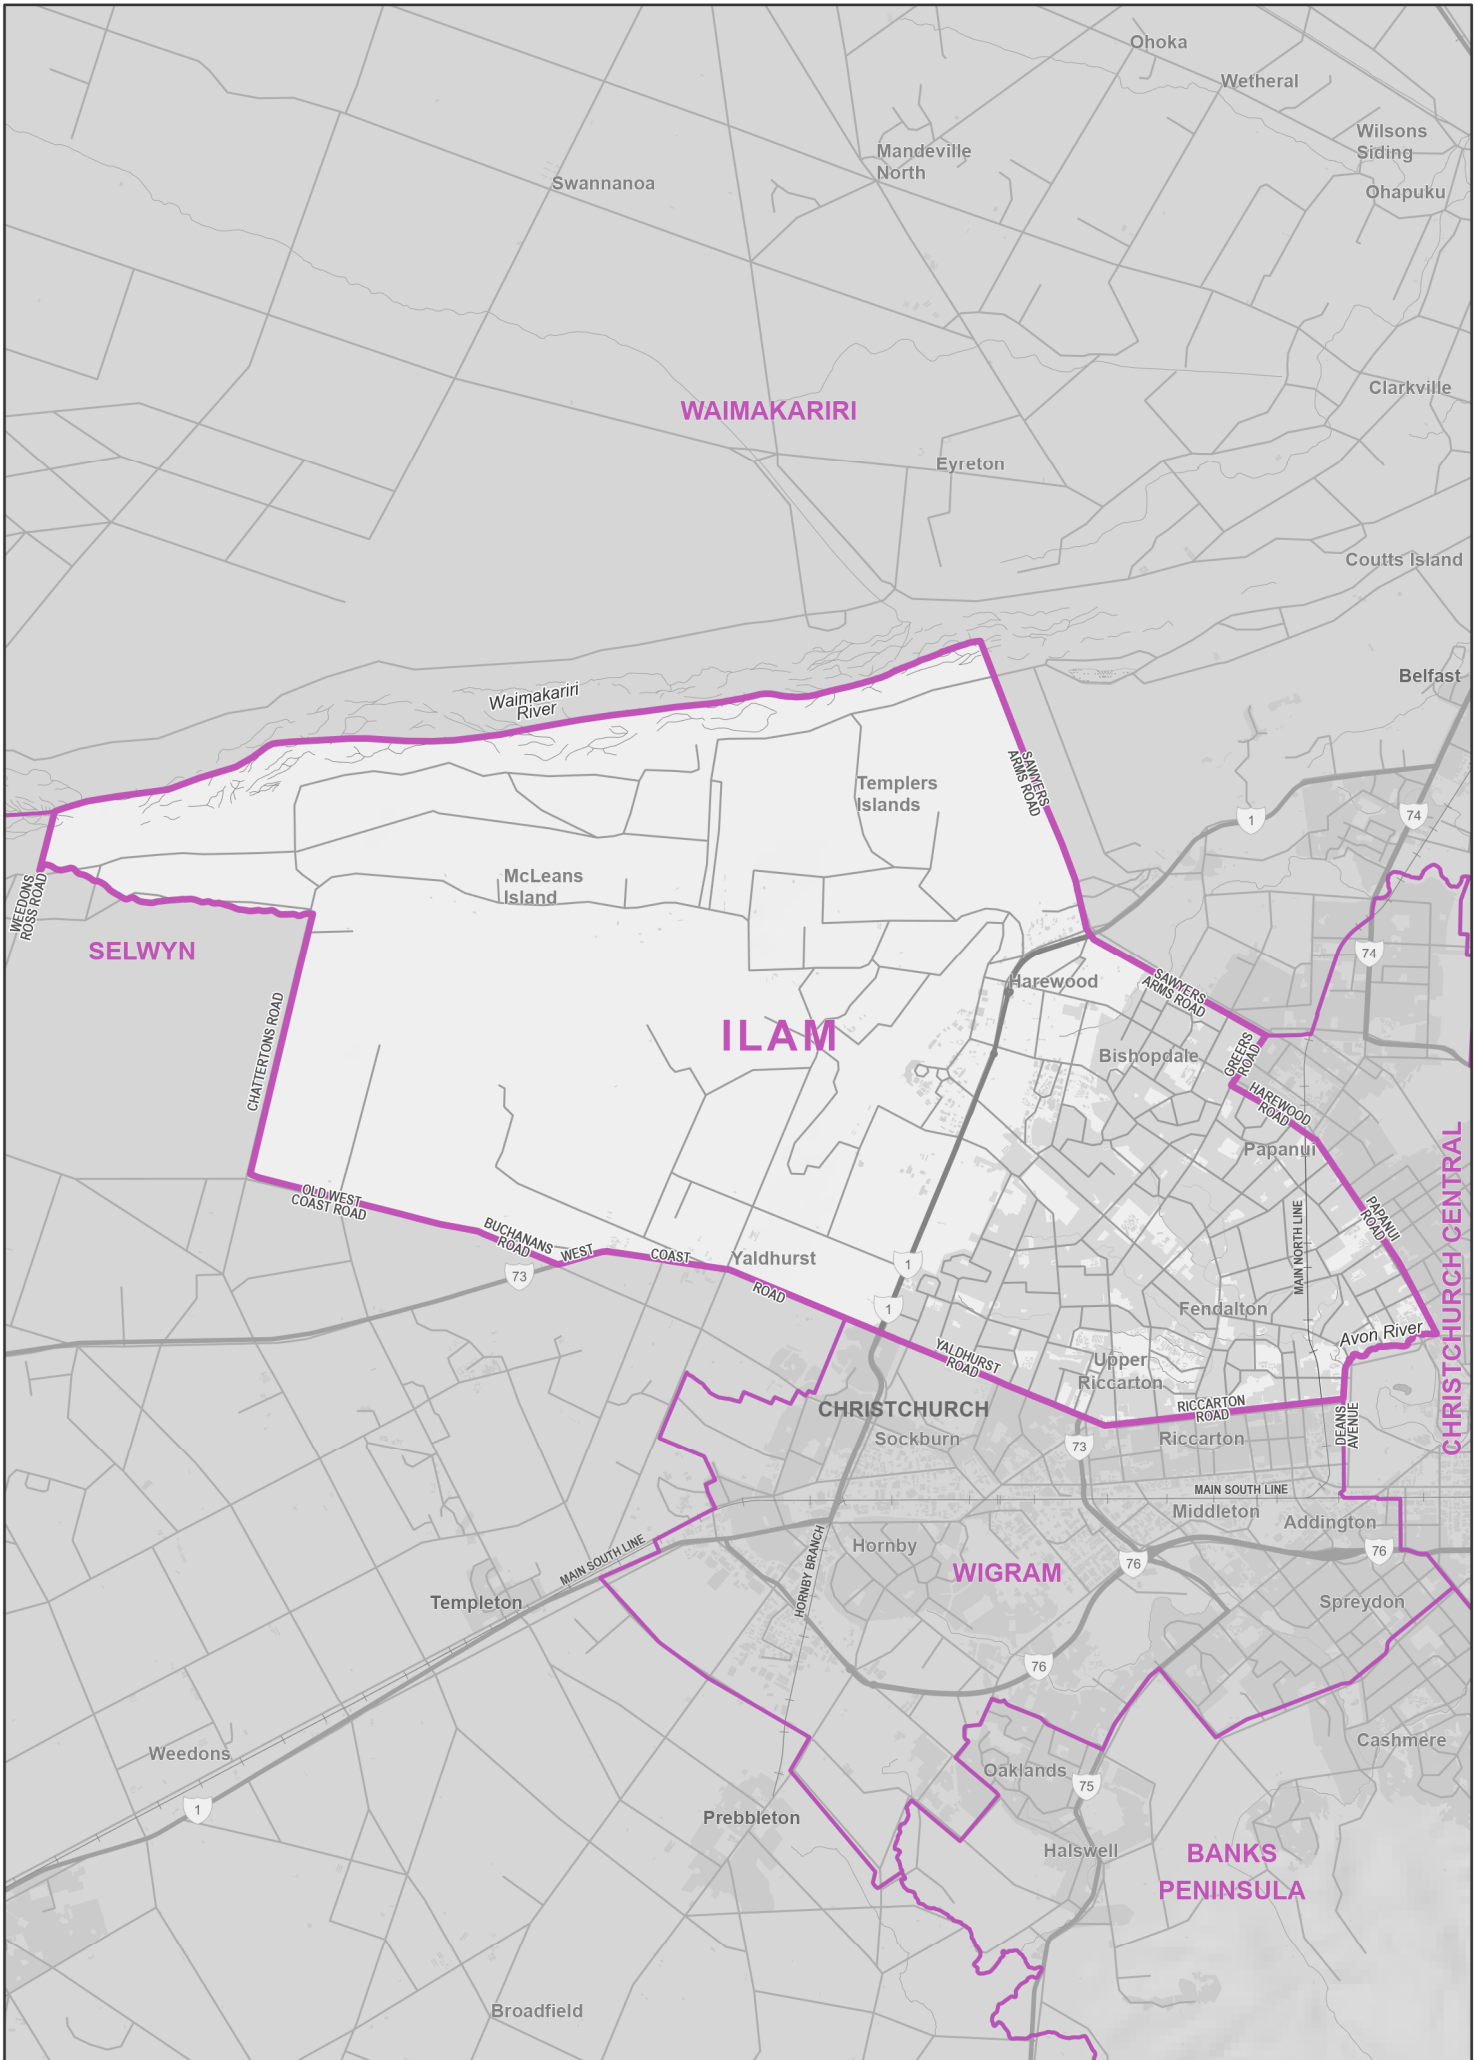 Ohoka
Wetheral
Wilsons
Siding
Mandeville
North
Swannanoa
Ohapuku
Clarkville
WAIMAKARIRI
Eyreton
Coutts Island
Belfast
Waimakariri
River
SAWYERS
ARMS ROAD
Templers
Islands
1
74
McLeans
Island
WEEDONS
ROSS ROAD
SELWYN
74
Harewood
SAWYERS
ARMS ROAD
ILAM
CHATTERTONS ROAD
Bishopdale
GREERS
ROAD
HAREWOOD
ROAD
Papanui
OLD WEST
COAST ROAD
BUCHANANS
ROAD
WEST
COAST
ROAD
Yaldhurst
73
1
1
MAIN NORTH LINE
PAPANUI
ROAD
CHRISTCHURCH CENTRAL
Fendalton
Avon River
YALDHURST
ROAD
Upper
Riccarton
RICCARTON
ROAD
DEANS
AVENUE
CHRISTCHURCH
Sockburn
73
Riccarton
MAIN SOUTH LINE
Middleton
Addington
MAIN SOUTH LINE
HORNBY BRANCH
Hornby
WIGRAM
76
76
Templeton
Spreydon
76
Weedons
1
Cashmere
Oaklands
75
Prebbleton
Halswell
BANKS
PENINSULA
Broadfield